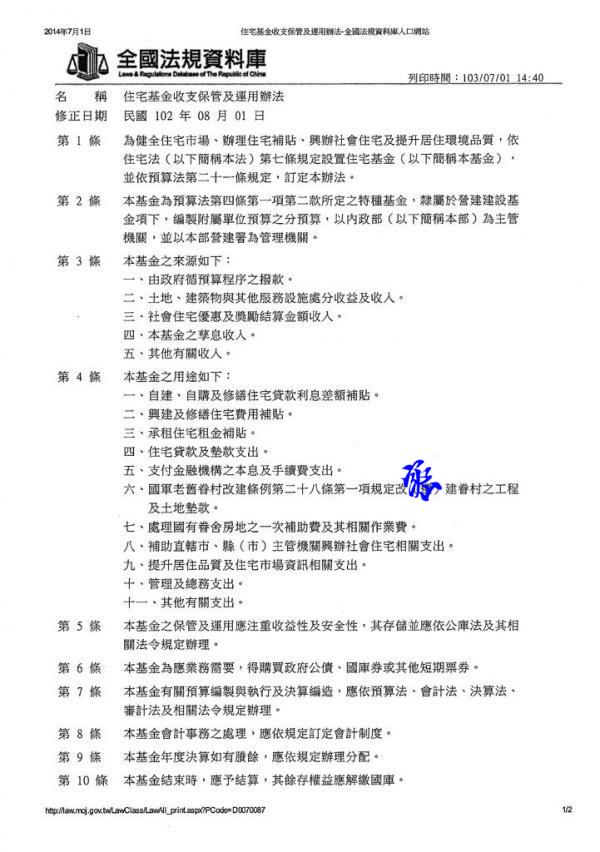 2014年7月1日 住宅基金收支保管及運用辦法-全國法規資料庫入口網站
全國法規資料庫
Laws & Regulations Database of The Republic of China
列印時間：103/07/01 14:40
名 稱 住宅基金收支保管及運用辦法
修正日期 民國 102 年 08 月 01 日
第 1 條 為健全住宅市場、辦理住宅補貼、興辦社會住宅及提升居住環境品質，依
住宅法（以下簡稱本法）第七條規定設置住宅基金（以下簡稱本基金），
並依預算法第二十一條規定，訂定本辦法。
第 2 條 本基金為預算法第四條第一項第二款所定之特種基金，隸屬於營建建設基
金項下，編製附屬單位預算之分預算，以內政部（以下簡稱本部）為主管
機關，並以本部營建署為管理機關。
第 3 條 本基金之來源如下：
一、由政府循預算程序之撥款。
二、土地、建築物與其他服務設施處分收益及收入。
三、社會住宅優惠及獎勵結算金額收入。
四、本基金之孳息收入。
五、其他有關收入。
第 4 條 本基金之用途如下：
一、自建、自購及修繕住宅貸款利息差額補貼。
二、興建及修繕住宅費用補貼。
三、承租住宅租金補貼。
四、住宅貸款及墊款支出。
五、支付金融機構之本息及手續費支出。
六、國軍老舊眷村改建條例第二十八條第一項規定改）建眷村之工程
及土地墊款。
七、處理國有眷舍房地之一次補助費及其相關作業費。
八、補助直轄市、縣（市）主管機關興辦社會住宅相關支出。
九、提升居住品質及住宅市場資訊相關支出。
十、管理及總務支出。
十一、其他有關支出。
第 5 條 本基金之保管及運用應注重收益性及安全性，其存儲並應依公庫法及其相
關法令規定辦理。
第 6 條 本基金為應業務需要，得購買政府公債、國庫券或其他短期票券。
第 7 條 本基金有關預算編製與執行及決算編造，應依預算法、會計法、決算法、
審計法及相關法令規定辦理。
第 8 條 本基金會計事務之處理，應依規定訂定會計制度。
第 9 條 本基金年度決算如有賸餘，應依規定辦理分配。
第 10 條 本基金結束時，應予結算，其餘存權益應解繳國庫。
http://law.moj.gov.tw/LawClass/LawAll_print.aspx?PCode=D0070087 1/2